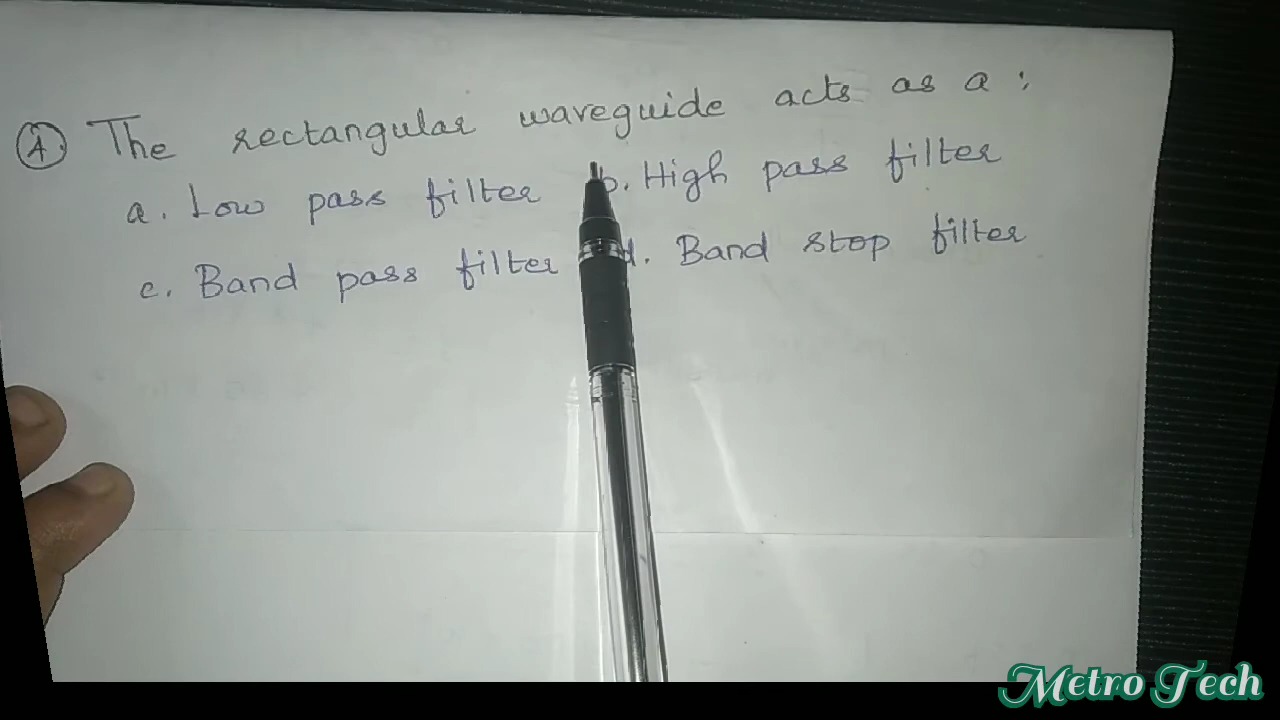 4 The rectangular waveguide acts as a :
a. Low pass filter b. High pass filter
c. Band pass filter d. Band stop filter
Metro Tech